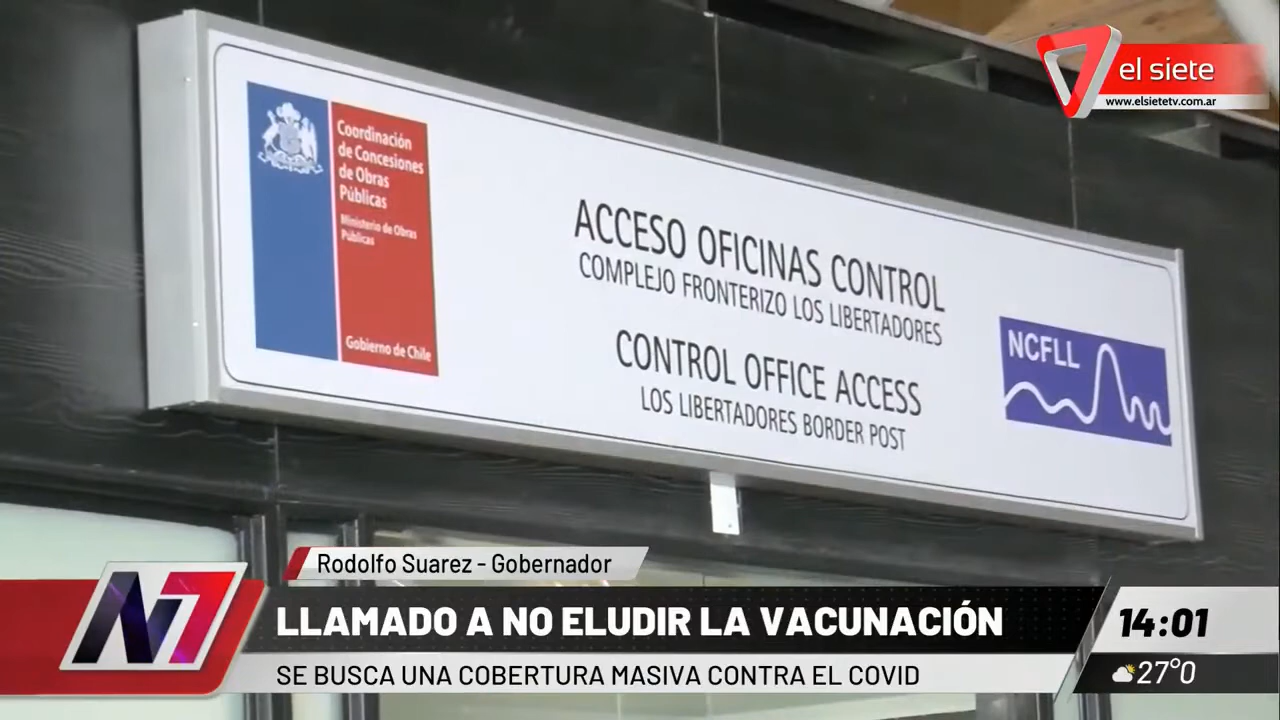 el siete
www.elsietetv.com.ar
Coordinación
de Concesiones
de Obras
Públicas
Ministerio de Obras
Públicas
Gobierno de Chile
ACCESO OFICINAS CONTROL
COMPLEJO FRONTERIZO LOS LIBERTADORES
CONTROL OFFICE ACCESS
LOS LIBERTADORES BORDER POST
NCFLL
Rodolfo Suarez - Gobernador
N7
LLAMADO A NO ELUDIR LA VACUNACIÓN
SE BUSCA UNA COBERTURA MASIVA CONTRA EL COVID
14:01
27°0